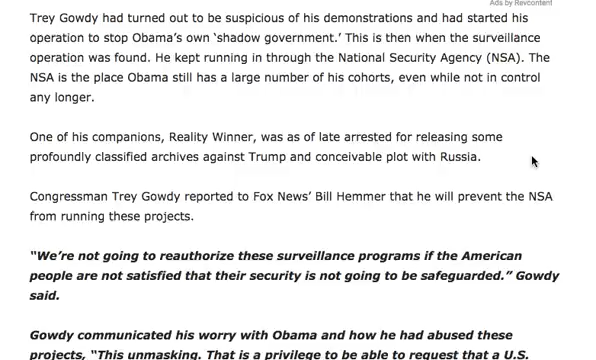 Ads by Revcontent
Trey Gowdy had turned out to be suspicious of his demonstrations and had started his
operation to stop Obama’s own ‘shadow government.’ This is then when the surveillance
operation was found. He kept running in through the National Security Agency (NSA). The
NSA is the place Obama still has a large number of his cohorts, even while not in control
any longer.
One of his companions, Reality Winner, was as of late arrested for releasing some
profoundly classified archives against Trump and conceivable plot with Russia.
Congressman Trey Gowdy reported to Fox News’ Bill Hemmer that he will prevent the NSA
from running these projects.
“We’re not going to reauthorize these surveillance programs if the American
people are not satisfied that their security is not going to be safeguarded.” Gowdy
said.
Gowdy communicated his worry with Obama and how he had abused these
projects, “This unmasking. That is a privilege to be able to request that a U.S.